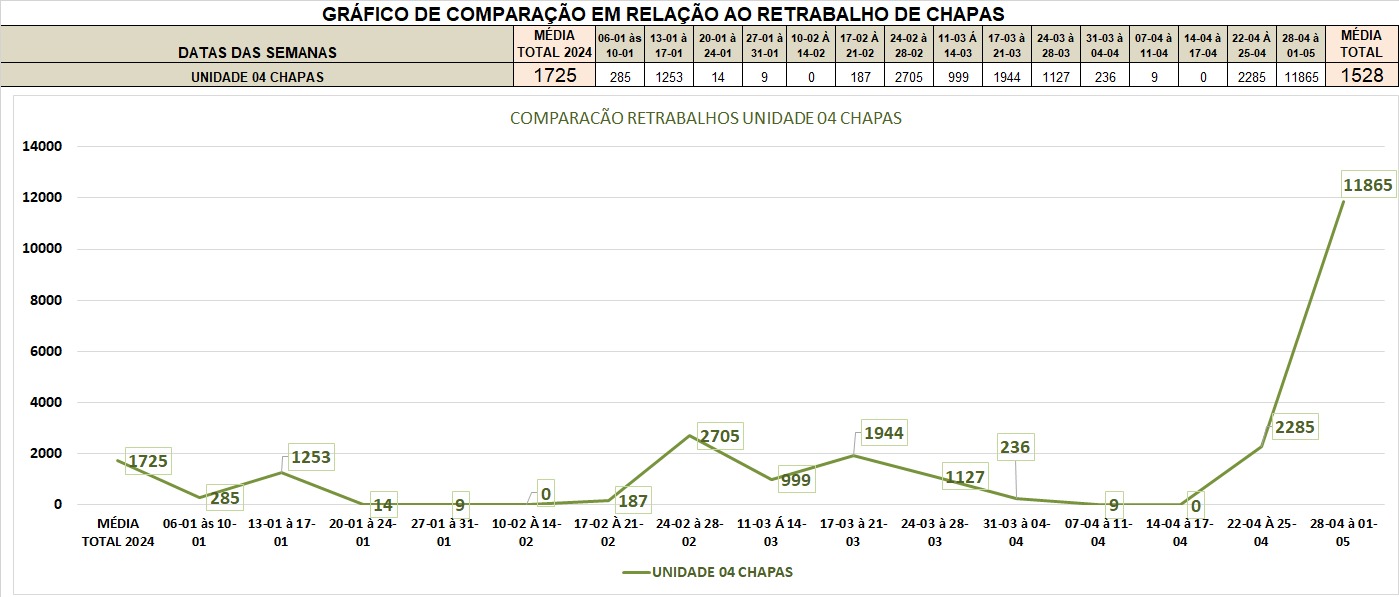 GRÁFICO DE COMPARAÇÃO EM RELAÇÃO AO RETRABALHO DE CHAPAS
DATAS DAS SEMANAS
MÉDIA
TOTAL 2024
06-01 às
10-01
13-01 à
17-01
20-01 à
24-01
27-01 à
31-01
10-02 À
14-02
17-02 À
21-02
24-02 à
28-02
11-03 Á
14-03
17-03 à
21-03
24-03 à
28-03
31-03 à
04-04
07-04 à
11-04
14-04 à
17-04
22-04 À
25-04
28-04 à
01-05
MÉDIA
TOTAL
UNIDADE 04 CHAPAS 1725 285 1253 14 9 0 187 2705 999 1944 1127 236 9 0 2285 11865 1528
COMPARACÃO RETRABALHOS UNIDADE 04 CHAPAS
14000
12000
10000
8000
6000
4000
2000
0
1725
285
1253
14
9
0
187
2705
999
1944
1127
236
9
0
2285
11865
MÉDIA
TOTAL 2024
06-01 às 10-
01
13-01 à 17-
01
20-01 à 24-
01
27-01 à 31-
01
10-02 À 14-
02
17-02 À 21-
02
24-02 à 28-
02
11-03 Á 14-
03
17-03 à 21-
03
24-03 à 28-
03
31-03 à 04-
04
07-04 à 11-
04
14-04 à 17-
04
22-04 À 25-
04
28-04 à 01-
05
UNIDADE 04 CHAPAS